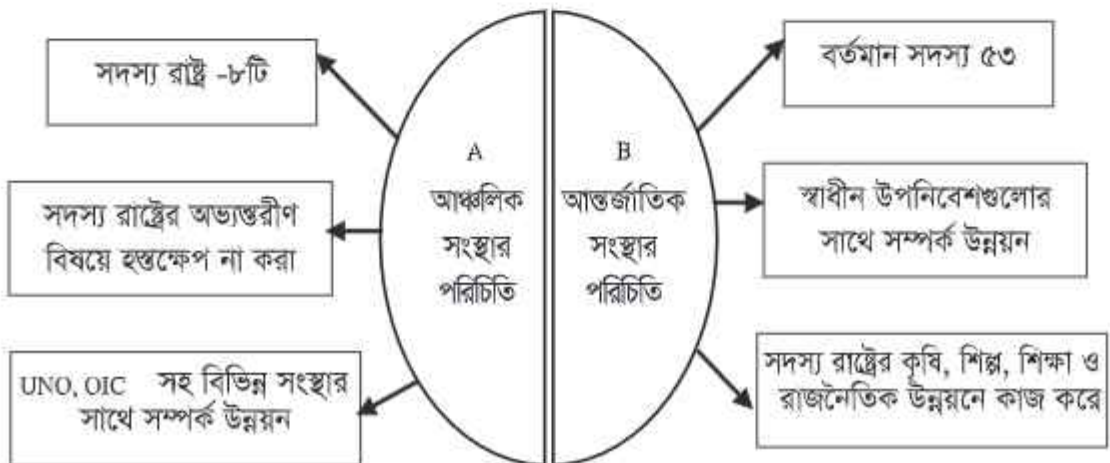 সদস্য রাষ্ট্র -৮টি
সদস্য রাষ্ট্রের অভ্যন্তরীণ
বিষয়ে হস্তক্ষেপ না করা
UNO, OIC সহ বিভিন্ন সংস্থার
সাথে সম্পর্ক উন্নয়ন
A
আঞ্চলিক
সংস্থার
পরিচিতি
B
আন্তর্জাতিক
সংস্থার
পরিচিতি
বর্তমান সদস্য ৫৩
স্বাধীন উপনিবেশগুলোর
সাথে সম্পর্ক উন্নয়ন
সদস্য রাষ্ট্রের কৃষি, শিল্প, শিক্ষা ও
রাজনৈতিক উন্নয়নে কাজ করে